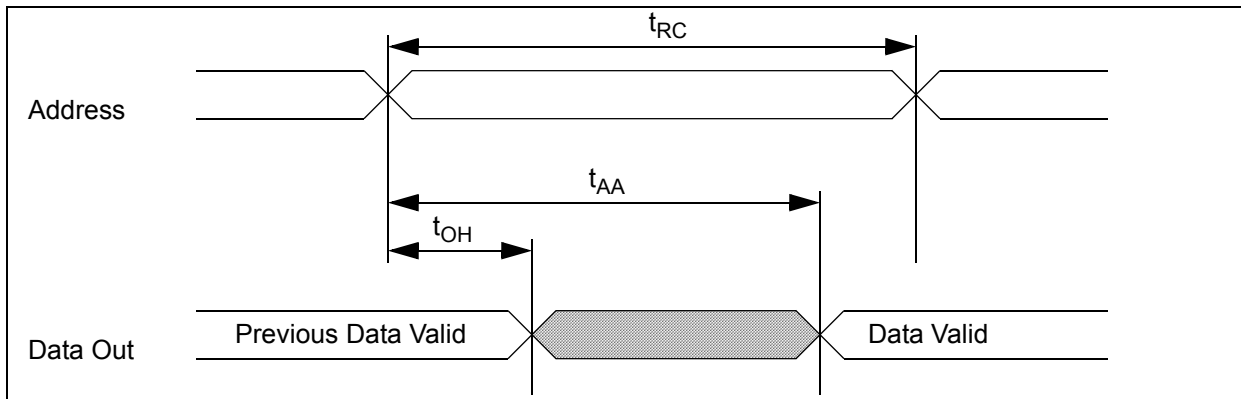 tRC
Address
tAA
tOH
Previous Data Valid
Data Valid
Data Out